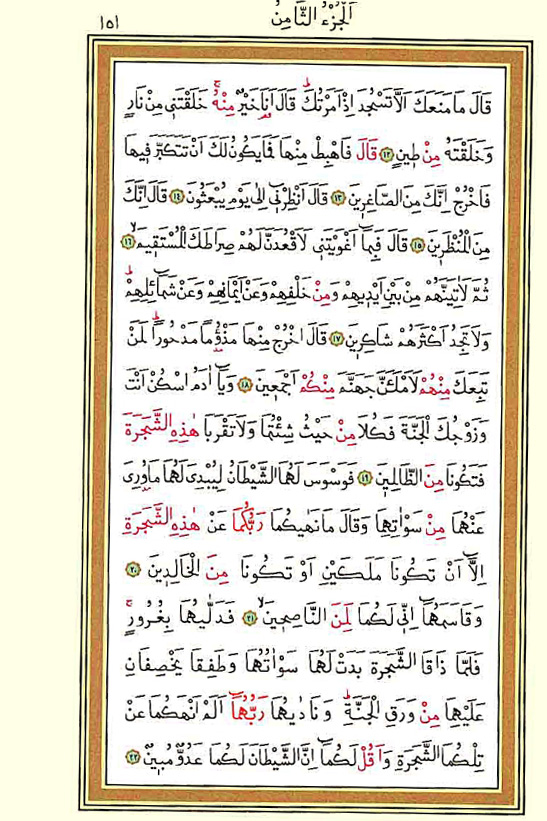 اَلْجُزْءُ الثَّامِنُ
١٥١
قَالَ مَا مَنَعَكَ اَلَّا تَسْجُدَ اِذْ اَمَرْتُكَۜ قَالَ اَنَا۬ خَيْرٌ مِنْهُۚ خَلَقْتَن۪ي مِنْ نَارٍ
وَخَلَقْتَهُ مِنْ ط۪ينٍ ﴿١٢﴾ قَالَ فَاهْبِطْ مِنْهَا فَمَا يَكُونُ لَكَ اَنْ تَتَكَبَّرَ ف۪يهَا
فَاخْرُجْ اِنَّكَ مِنَ الصَّاغِر۪ينَ ﴿١٣﴾ قَالَ اَنْظِرْن۪ٓي اِلٰى يَوْمِ يُبْعَثُونَ ﴿١٤﴾ قَالَ اِنَّكَ
مِنَ الْمُنْظَر۪ينَ ﴿١٥﴾ قَالَ فَبِمَٓا اَغْوَيْتَن۪ي لَاَقْعُدَنَّ لَهُمْ صِرَاطَكَ الْمُسْتَق۪يمَۙ ﴿١٦﴾
ثُمَّ لَاٰتِيَنَّهُمْ مِنْ بَيْنِ اَيْد۪يهِمْ وَمِنْ خَلْفِهِمْ وَعَنْ اَيْمَانِهِمْ وَعَنْ شَمَٓائِلِهِمْۜ
وَلَا تَجِدُ اَكْثَرَهُمْ شَاكِر۪ينَ ﴿١٧﴾ قَالَ اخْرُجْ مِنْهَا مَذْؤُ۫مًا مَدْحُورًاۜ لَمَنْ
تَبِعَكَ مِنْهُمْ لَاَمْلَـَٔنَّ جَهَنَّمَ مِنْكُمْ اَجْمَع۪ينَ ﴿١٨﴾ وَيَٓا اٰدَمُ اسْكُنْ اَنْتَ
وَزَوْجُكَ الْجَنَّةَ فَكُلَا مِنْ حَيْثُ شِئْتُمَا وَلَا تَقْرَبَا هٰذِهِ الشَّجَرَةَ
فَتَكُونَا مِنَ الظَّالِم۪ينَ ﴿١٩﴾ فَوَسْوَسَ لَهُمَا الشَّيْطَانُ لِيُبْدِيَ لَهُمَا مَا وُ۫رِيَ
عَنْهُمَا مِنْ سَوْاٰتِهِمَا وَقَالَ مَا نَهٰيكُمَا رَبُّكُمَا عَنْ هٰذِهِ الشَّجَرَةِ
اِلَّٓا اَنْ تَكُونَا مَلَكَيْنِ اَوْ تَكُونَا مِنَ الْخَالِد۪ينَ ﴿٢٠﴾
وَقَاسَمَهُمَٓا اِنّ۪ي لَكُمَا لَمِنَ النَّاصِح۪ينَۙ ﴿٢١﴾ فَدَلّٰيهُمَا بِغُرُورٍۚ
فَلَمَّا ذَاقَا الشَّجَرَةَ بَدَتْ لَهُمَا سَوْاٰتُهُمَا وَطَفِقَا يَخْصِفَانِ
عَلَيْهِمَا مِنْ وَرَقِ الْجَنَّةِۜ وَنَادٰيهُمَا رَبُّهُمَٓا اَلَمْ اَنْهَكُمَا عَنْ
تِلْكُمَا الشَّجَرَةِ وَاَقُلْ لَكُمَٓا اِنَّ الشَّيْطَانَ لَكُمَا عَدُوٌّ مُب۪ينٌ ﴿٢٢﴾